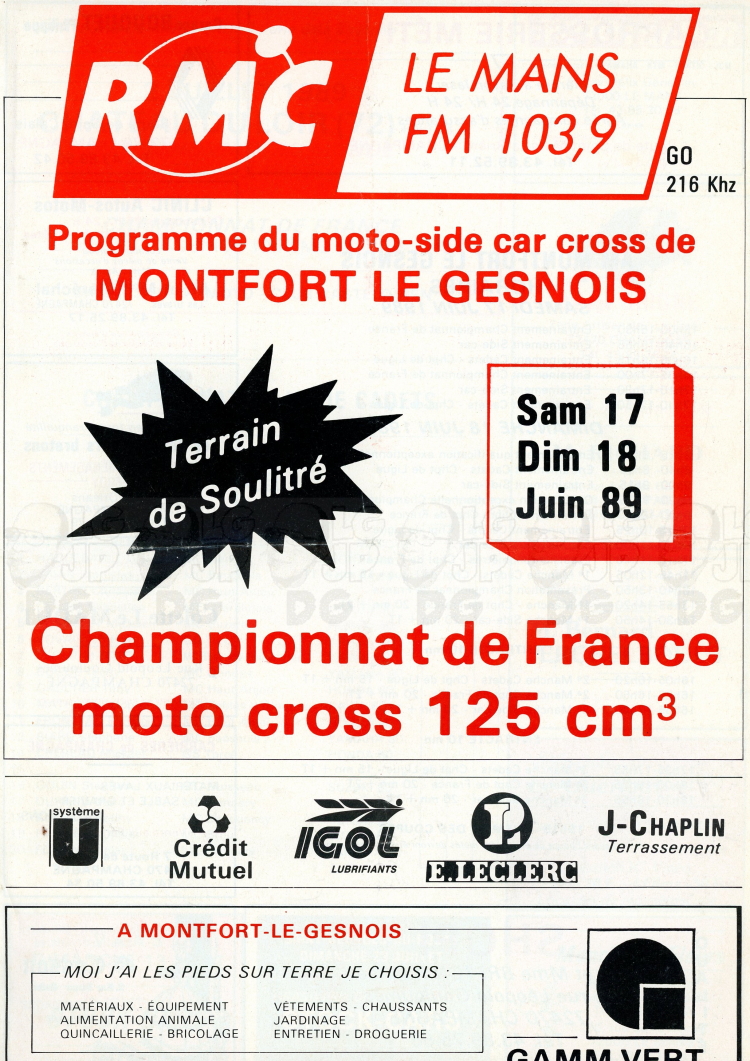 RMC
LE MANS
FM 103,9
GO
216 Khz
Programme du moto-side car cross de
MONTFORT LE GESNOIS
Terrain
de Soulitré
Sam 17
Dim 18
Juin 89
Championnat de France
moto cross 125 cm³
système
U
Crédit
Mutuel
IGOL
LUBRIFIANTS
L
E.LECLERC
J-CHAPLIN
Terrassement
A MONTFORT-LE-GESNOIS
MOI J'AI LES PIEDS SUR TERRE JE CHOISIS :
MATÉRIAUX - ÉQUIPEMENT
ALIMENTATION ANIMALE
QUINCAILLERIE - BRICOLAGE
VÊTEMENTS - CHAUSSANTS
JARDINAGE
ENTRETIEN - DROGUERIE
GAMM VERT
LG
JP
DG